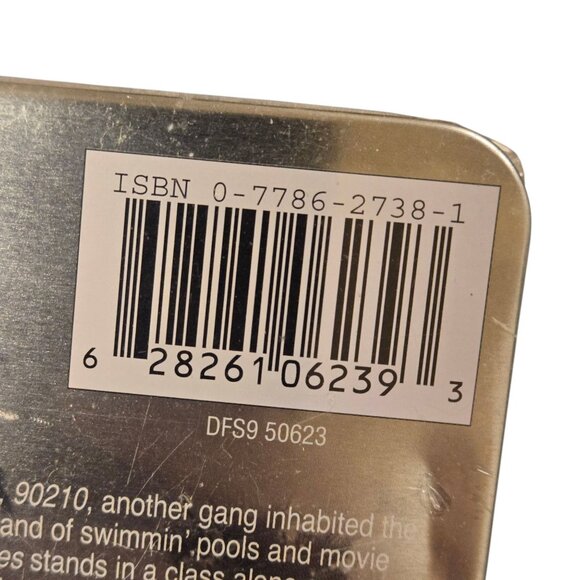 ISBN 0-7786-2738-1
6 28261 06239 3
DFS9 50623
90210, another gang inhabited the
and of swimmin' pools and movie
es stands in a class alone